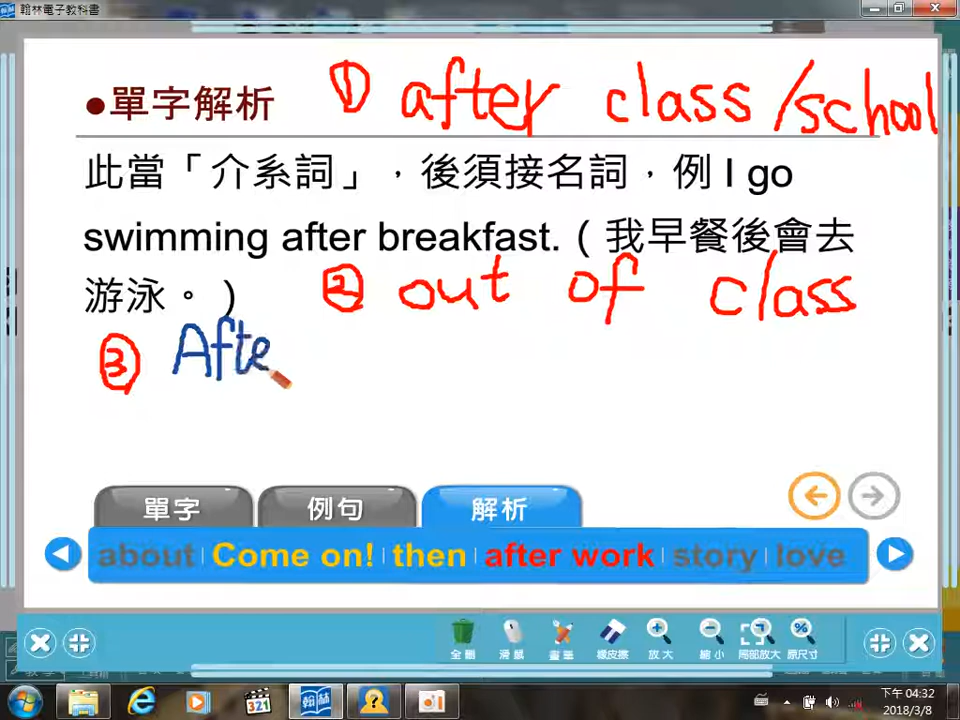 翰林電子教科書
●單字解析 ① after class/school
此當「介系詞」，後須接名詞，例 I go
swimming after breakfast.（我早餐後會去
游泳。） ② out of class
③ Afte
單字 例句 解析
about Come on! then after work story love
全刪 滑鼠 畫筆 橡皮擦 放大 縮小 局部放大 原尺寸
321 翰林 下午 04:32
2018/3/8